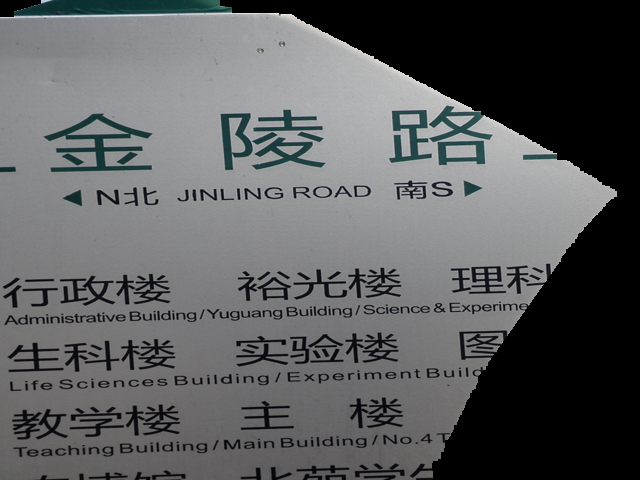 金陵路
N北 JINLING ROAD 南S
行政楼 裕光楼 理科
Administrative Building / Yuguang Building / Science & Experime
生科楼 实验楼 图
Life Sciences Building / Experiment Build
教学楼 主楼
Teaching Building / Main Building / No.4 T